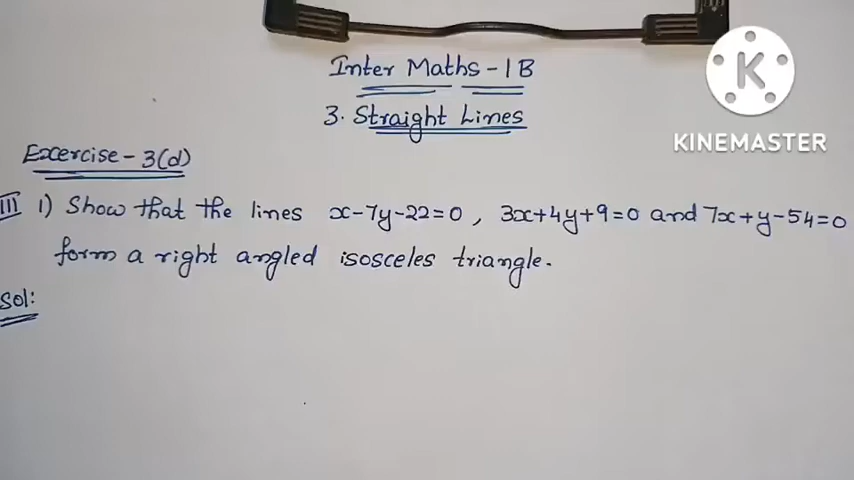 Inter Maths - 1B
K
KINEMASTER
3. Straight Lines
Excercise - 3(d)
III 1) Show that the lines x-7y-22=0, 3x+4y+9=0 and 7x+y-54=0
form a right angled isosceles triangle.
Sol: